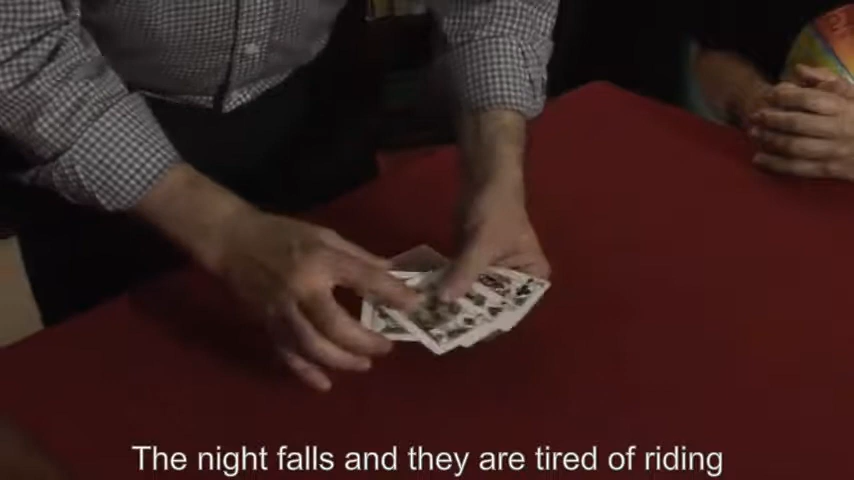 The night falls and they are tired of riding